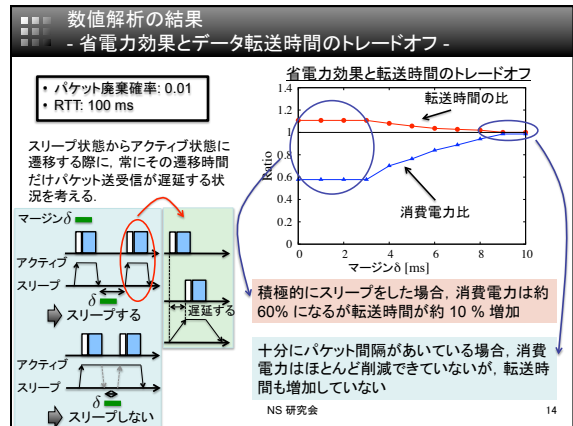 数値解析の結果
- 省電力効果とデータ転送時間のトレードオフ -
• パケット廃棄確率: 0.01
• RTT: 100 ms
スリープ状態からアクティブ状態に
遷移する際に, 常にその遷移時間
だけパケット送受信が遅延する状
況を考える.
マージンδ
アクティブ
スリープ
δ
スリープする
遅延する
アクティブ
スリープ
δ
スリープしない
省電力効果と転送時間のトレードオフ
1.4
1.2
1
0.8
0.6
0.4
0.2
0
Ratio
転送時間の比
消費電力比
0 2 4 6 8 10
マージンδ [ms]
積極的にスリープをした場合, 消費電力は約
60% になるが転送時間が約 10 % 増加
十分にパケット間隔があいている場合, 消費
電力はほとんど削減できていないが, 転送時
間も増加していない
NS 研究会
14